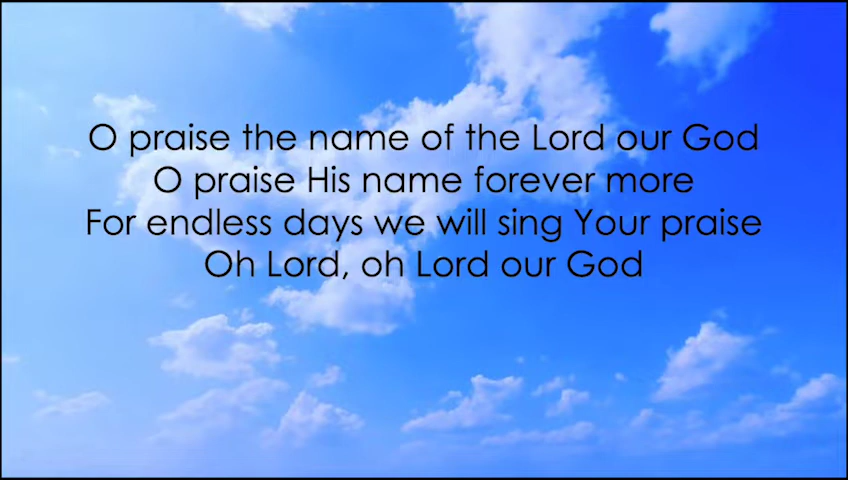 O praise the name of the Lord our God
O praise His name forever more
For endless days we will sing Your praise
Oh Lord, oh Lord our God